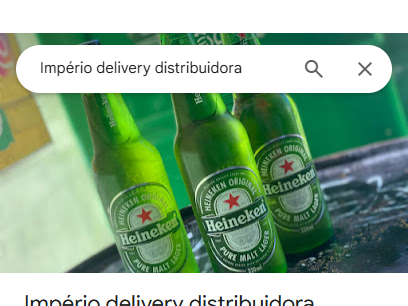 Império delivery distribuidora
HEINEKEN ORIGINAL
Heineken
PURE MALT LAGER
HEINEKEN ORIGINAL
Heineken
PURE MALT LAGER
HEINEKEN ORIGINAL
Heineken
PURE MALT LAGER
Império delivery distribuidora